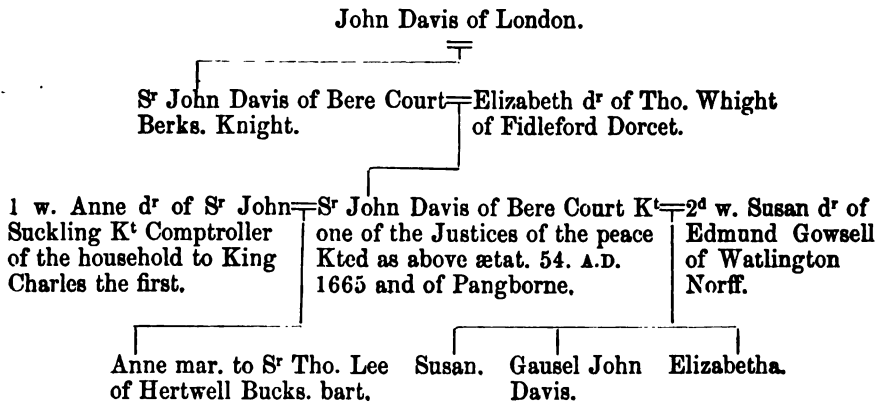 John Davis of London.
Sʳ John Davis of Bere Court
Berks. Knight.
Elizabeth dʳ of Tho. Whight
of Fidleford Dorcet.
1 w. Anne dʳ of Sʳ John
Suckling Kᵗ Comptroller
of the household to King
Charles the first.
Sʳ John Davis of Bere Court Kᵗ
one of the Justices of the peace
Kted as above ætat. 54. A.D.
1665 and of Pangborne.
2ᵈ w. Susan dʳ of
Edmund Gowsell
of Watlington
Norff.
Anne mar. to Sʳ Tho. Lee
of Hertwell Bucks. bart.
Susan.
Gausel John
Davis.
Elizabetha.